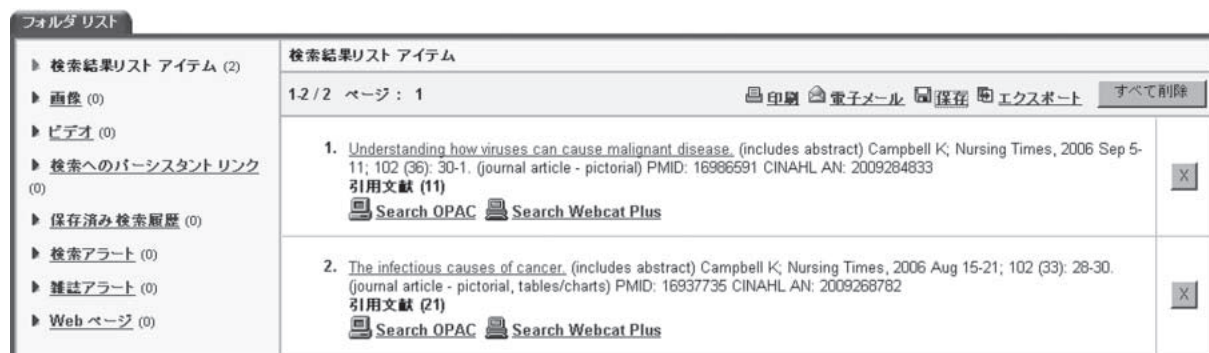 フォルダ リスト
検索結果リスト アイテム (2)
画像 (0)
ビデオ (0)
検索へのパーシスタント リンク
(0)
保存済み検索履歴 (0)
検索アラート (0)
雑誌アラート (0)
Web ページ (0)
検索結果リスト アイテム
1-2 / 2 ページ： 1
印刷 電子メール 保存 エクスポート すべて削除
1. Understanding how viruses can cause malignant disease. (includes abstract) Campbell K; Nursing Times, 2006 Sep 5-
11; 102 (36): 30-1. (journal article - pictorial) PMID: 16986591 CINAHL AN: 2009284833
引用文献 (11)
Search OPAC Search Webcat Plus
X
2. The infectious causes of cancer. (includes abstract) Campbell K; Nursing Times, 2006 Aug 15-21; 102 (33): 28-30.
(journal article - pictorial, tables/charts) PMID: 16937735 CINAHL AN: 2009268782
引用文献 (21)
Search OPAC Search Webcat Plus
X